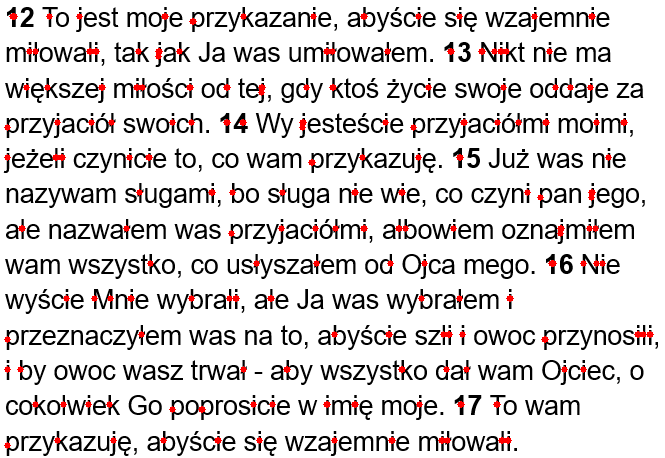 12 To jest moje przykazanie, abyście się wzajemnie
miłowali, tak jak Ja was umiłowałem. 13 Nikt nie ma
większej miłości od tej, gdy ktoś życie swoje oddaje za
przyjaciół swoich. 14 Wy jesteście przyjaciółmi moimi,
jeżeli czynicie to, co wam przykazuję. 15 Już was nie
nazywam sługami, bo sługa nie wie, co czyni pan jego,
ale nazwałem was przyjaciółmi, albowiem oznajmiłem
wam wszystko, co usłyszałem od Ojca mego. 16 Nie
wyście Mnie wybrali, ale Ja was wybrałem i
przeznaczyłem was na to, abyście szli i owoc przynosili,
i by owoc wasz trwał - aby wszystko dał wam Ojciec, o
cokolwiek Go poprosicie w imię moje. 17 To wam
przykazuję, abyście się wzajemnie miłowali.